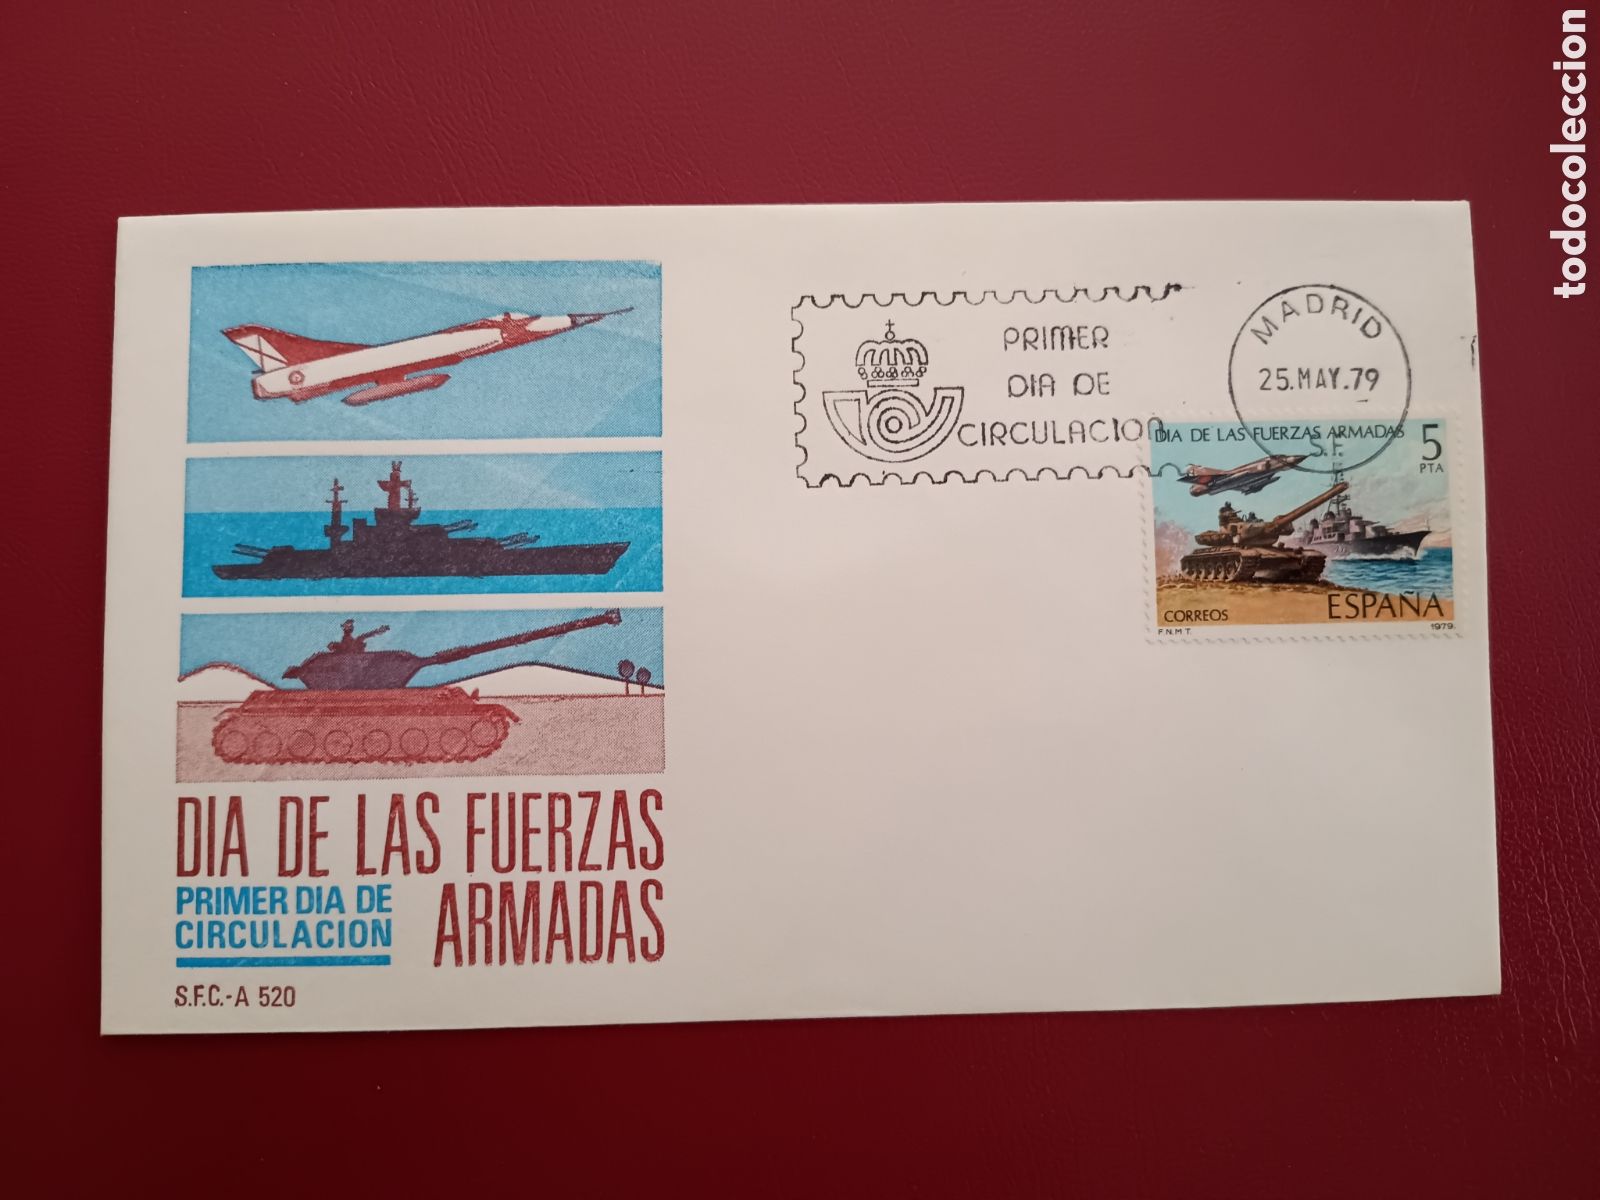 todocoleccion
PRIMER
DIA DE
CIRCULACION
MADRID
25.MAY.79
S.F.
DIA DE LAS FUERZAS ARMADAS
5
PTA
CORREOS
ESPAÑA
F.N.M.T.
1979.
DIA DE LAS FUERZAS
ARMADAS
PRIMER DIA DE
CIRCULACION
S.F.C.-A 520